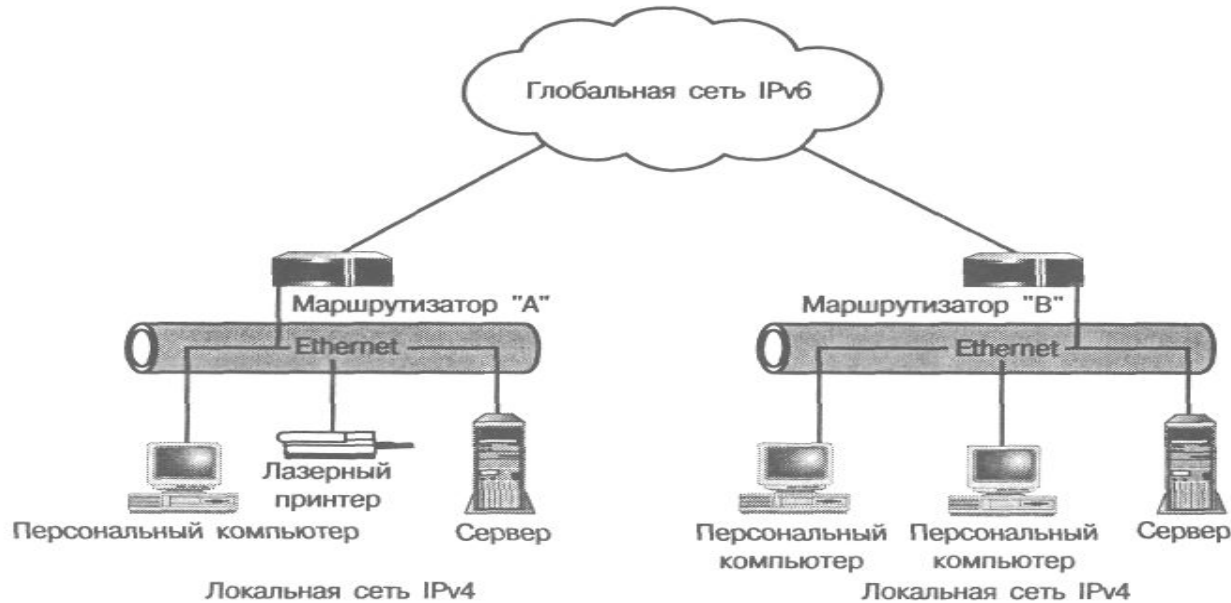 Глобальная сеть IPv6
Маршрутизатор "A"
Маршрутизатор "B"
Ethernet
Ethernet
Лазерный
принтер
Персональный компьютер
Сервер
Персональный
компьютер
Персональный
компьютер
Сервер
Локальная сеть IPv4
Локальная сеть IPv4